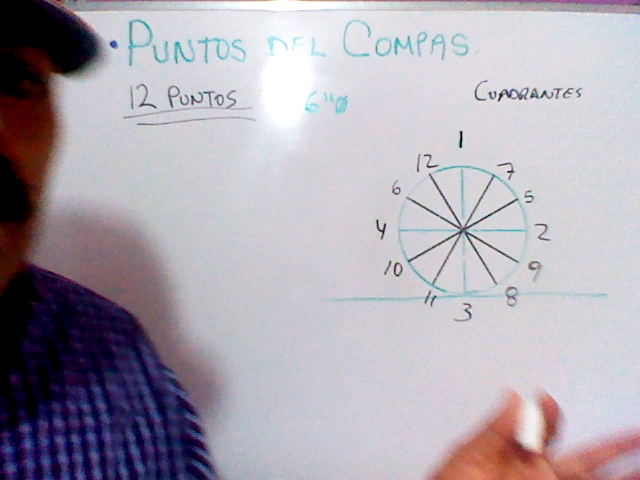 • PUNTOS DEL COMPAS
12 PUNTOS 6"ø
CUADRANTES
1
12 7
6 5
4 2
10 9
11 8
3